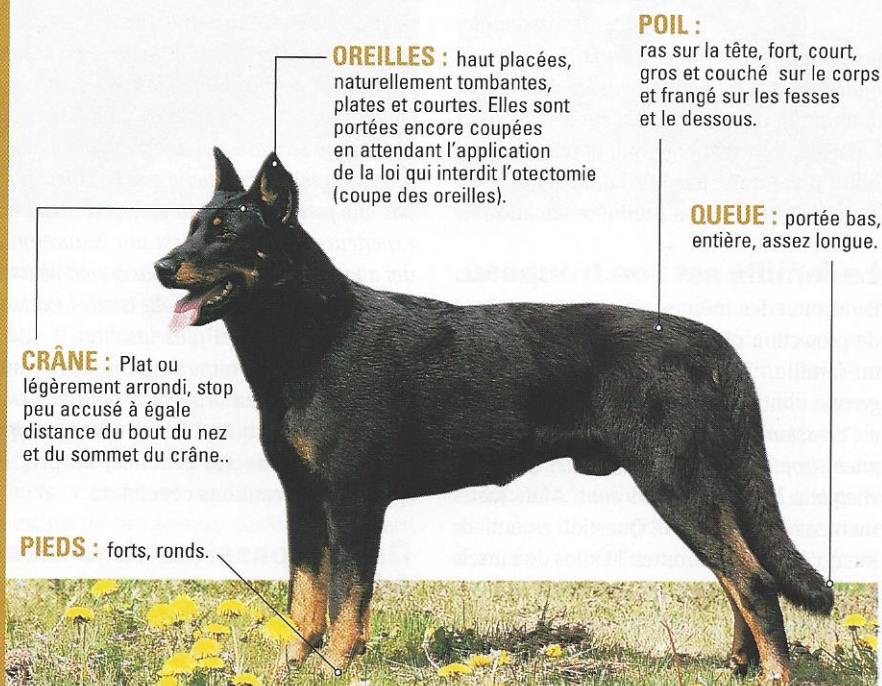 OREILLES : haut placées,
naturellement tombantes,
plates et courtes. Elles sont
portées encore coupées
en attendant l'application
de la loi qui interdit l'otectomie
(coupe des oreilles).
POIL :
ras sur la tête, fort, court,
gros et couché sur le corps
et frangé sur les fesses
et le dessous.
QUEUE : portée bas,
entière, assez longue.
CRÂNE : Plat ou
légèrement arrondi, stop
peu accusé à égale
distance du bout du nez
et du sommet du crâne..
PIEDS : forts, ronds.